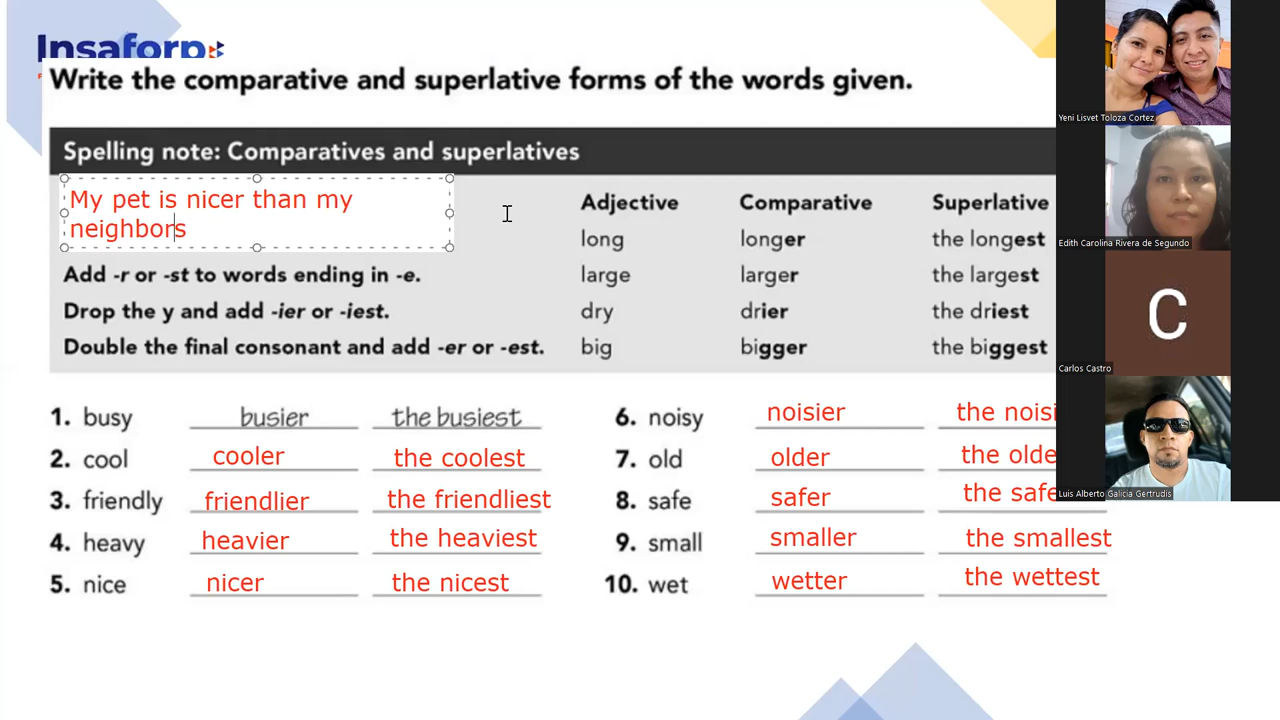 Insaforp
Write the comparative and superlative forms of the words given.
Spelling note: Comparatives and superlatives
My pet is nicer than my
neighbors
Adjective Comparative Superlative
long longer the longest
Add -r or -st to words ending in -e. large larger the largest
Drop the y and add -ier or -iest. dry drier the driest
Double the final consonant and add -er or -est. big bigger the biggest
1. busy busier the busiest
2. cool cooler the coolest
3. friendly friendlier the friendliest
4. heavy heavier the heaviest
5. nice nicer the nicest
6. noisy noisier the noisi
7. old older the olde
8. safe safer the safe
9. small smaller the smallest
10. wet wetter the wettest
Yeni Lisvet Toloza Cortez
Edith Carolina Rivera de Segundo
C
Carlos Castro
Luis Alberto Galicia Gertrudis